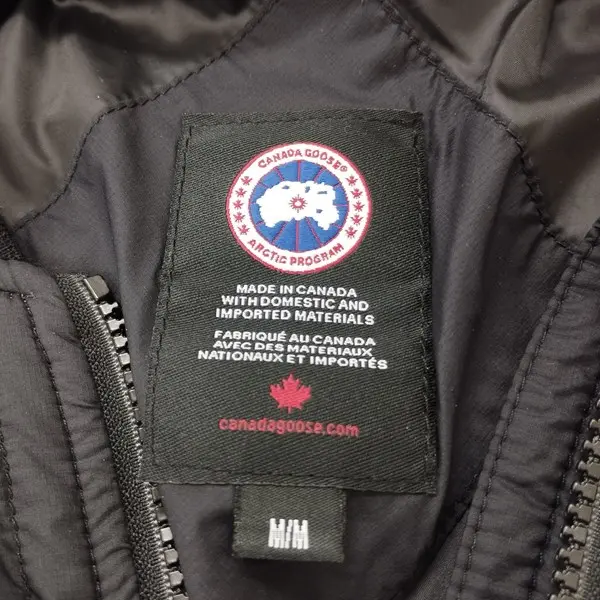 CANADA GOOSE®
ARCTIC PROGRAM
MADE IN CANADA
WITH DOMESTIC AND
IMPORTED MATERIALS
FABRIQUÉ AU CANADA
AVEC DES MATERIAUX
NATIONAUX ET IMPORTÉS
canadagoose.com
M/M